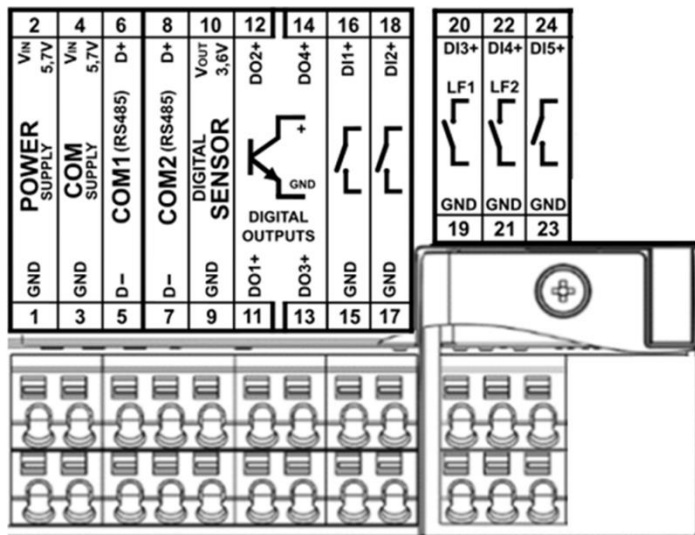 2 4 6 8 10 12 14 16 18
20 22 24
VIN 5,7V
VIN 5,7V
D+
D+
VOUT 3,6V
DO2+
DO4+
DI1+
DI2+
DI3+ DI4+ DI5+
LF1 LF2
POWER SUPPLY
COM SUPPLY
COM1 (RS485)
COM2 (RS485)
DIGITAL SENSOR
+
GND
DIGITAL
OUTPUTS
GND
GND
D–
D–
GND
DO1+
DO3+
GND
GND
GND GND GND
19 21 23
1 3 5 7 9 11 13 15 17